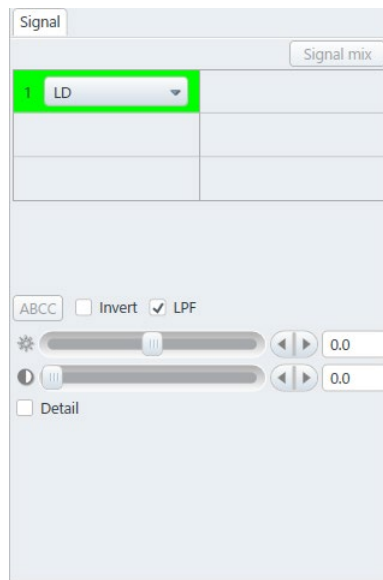 Signal
Signal mix
1 LD
ABCC Invert LPF
0.0
0.0
Detail